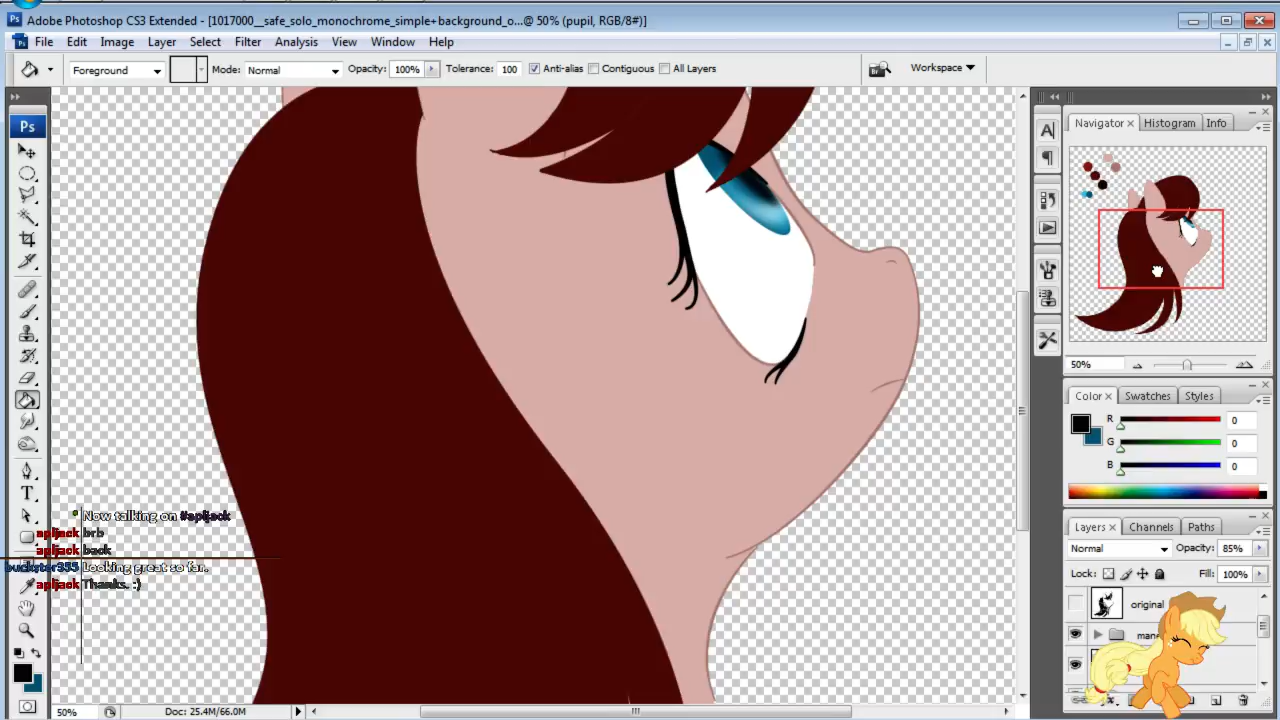 Adobe Photoshop CS3 Extended - [1017000__safe_solo_monochrome_simple+background_o...@ 50% (pupil, RGB/8#)]
File Edit Image Layer Select Filter Analysis View Window Help
Foreground Mode: Normal Opacity: 100% Tolerance: 100 Anti-alias Contiguous All Layers Workspace
Ps
Navigator Histogram Info
50%
Color Swatches Styles
R 0
G 0
B 0
Layers Channels Paths
Normal Opacity: 85%
Lock: Fill: 100%
original
mane
Now talking on #apljack
apljack brb
apljack back
buckster355 Looking great so far.
apljack Thanks. :)
50% Doc: 25.4M/66.0M